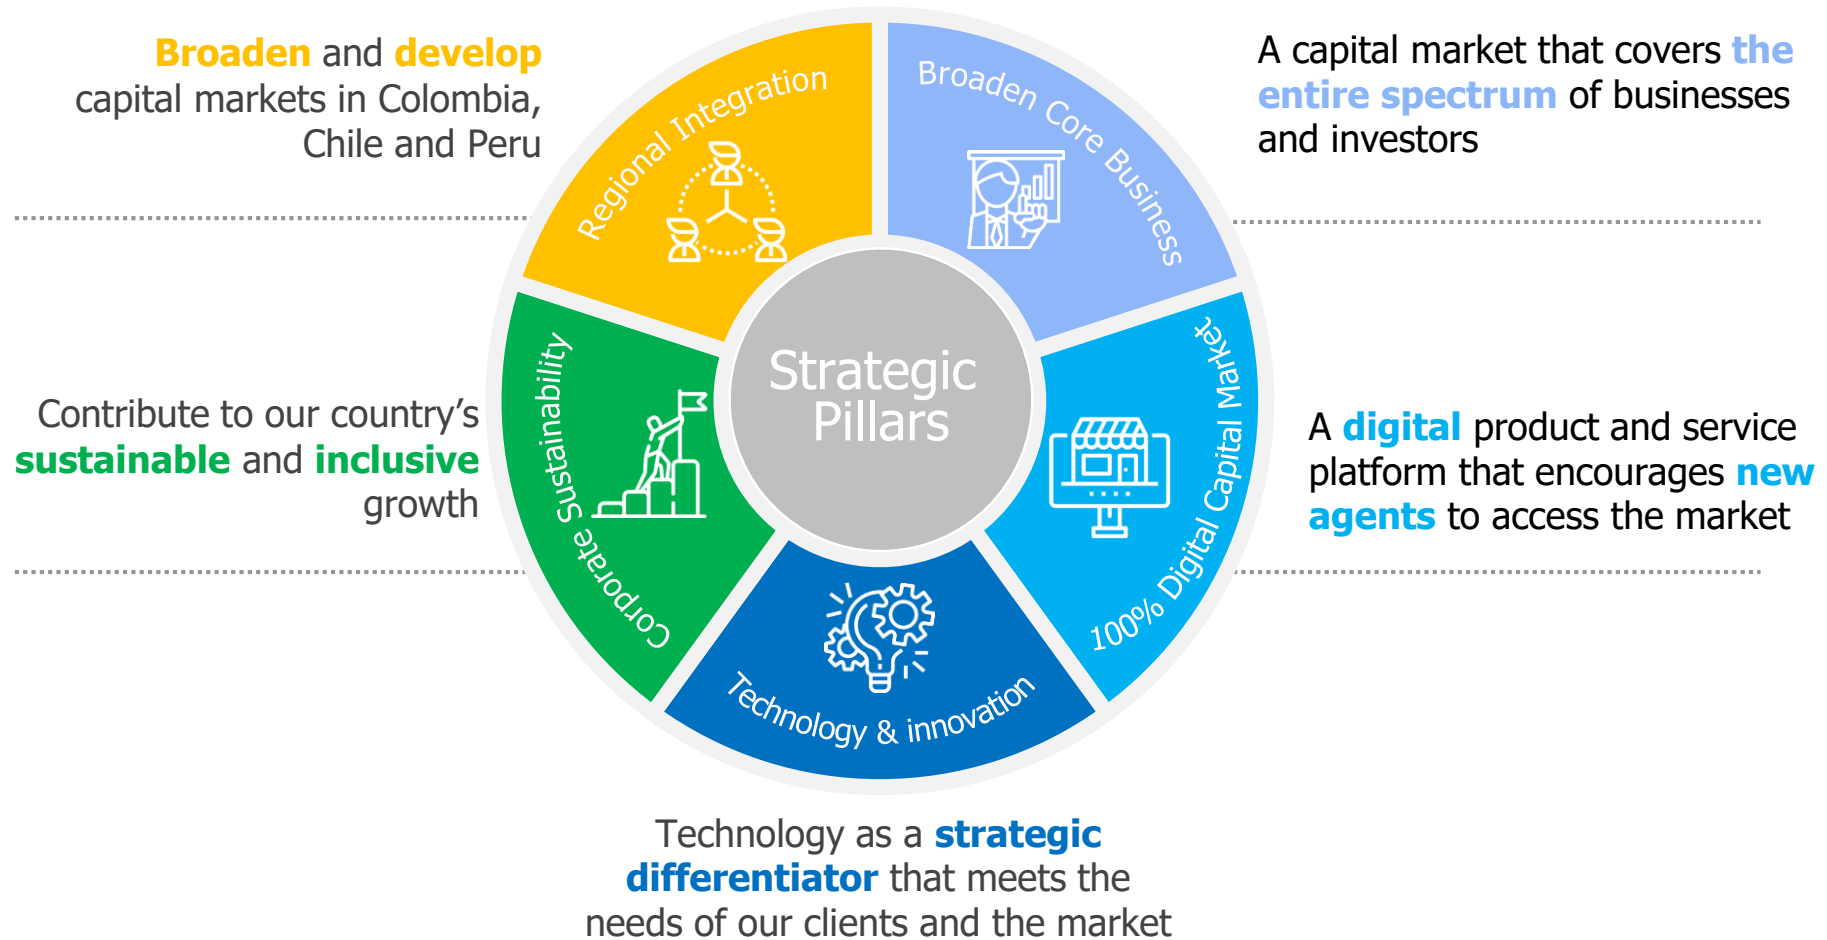 Broaden and develop
capital markets in Colombia,
Chile and Peru
Regional Integration
Broaden Core Business
A capital market that covers the
entire spectrum of businesses
and investors
Contribute to our country’s
sustainable and inclusive
growth
Corporate Sustainability
Strategic
Pillars
100% Digital Capital Market
A digital product and service
platform that encourages new
agents to access the market
Technology & innovation
Technology as a strategic
differentiator that meets the
needs of our clients and the market